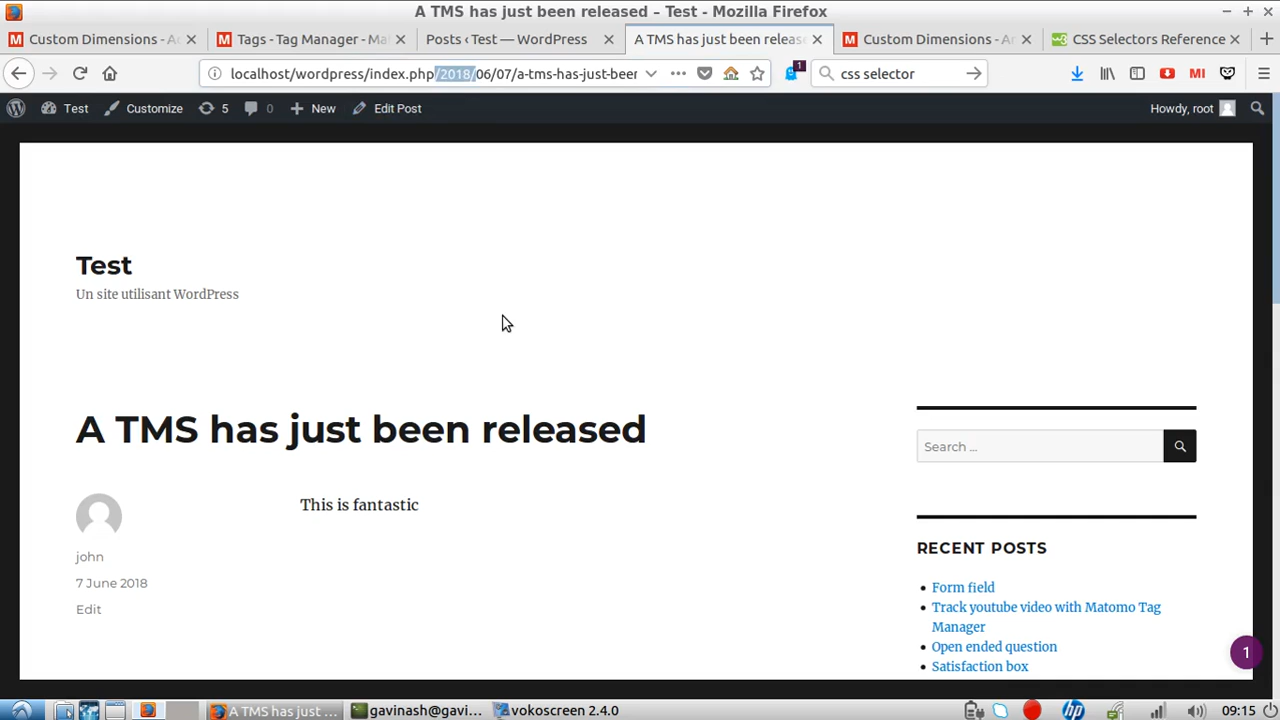 A TMS has just been released – Test - Mozilla Firefox
Custom Dimensions - A
Tags - Tag Manager - Ma
Posts ‹ Test — WordPress
A TMS has just been releas
Custom Dimensions - A
CSS Selectors Reference
localhost/wordpress/index.php/2018/06/07/a-tms-has-just-beer
1
css selector
MI
Test
Customize
5
0
New
Edit Post
Howdy, root
Test
Un site utilisant WordPress
A TMS has just been released
Search …
This is fantastic
john
7 June 2018
Edit
RECENT POSTS
Form field
Track youtube video with Matomo Tag
Manager
Open ended question
Satisfaction box
1
A TMS has just ...
gavinash@gavi...
vokoscreen 2.4.0
hp
09:15